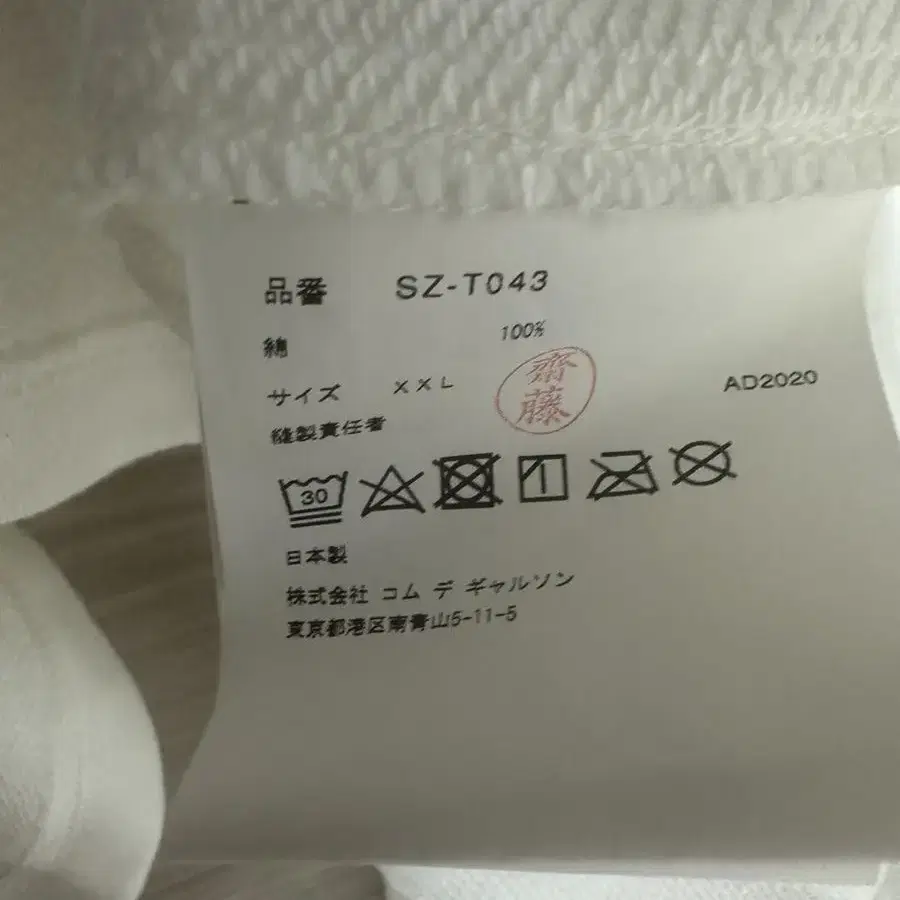 品番 SZ-T043
綿 100%
サイズ XXL
齋藤
AD2020
縫製責任者
30
日本製
株式会社 コム デ ギャルソン
東京都港区南青山5-11-5